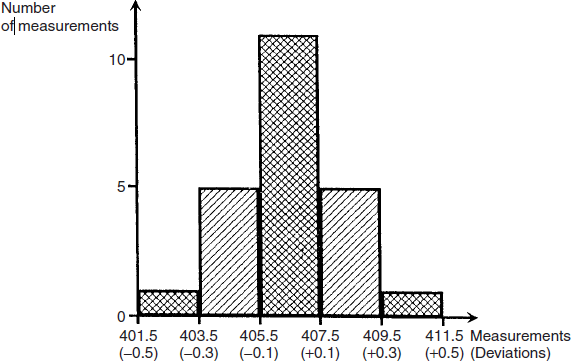 Number
of measurements
10
5
0
401.5 403.5 405.5 407.5 409.5 411.5 Measurements
(–0.5) (–0.3) (–0.1) (+0.1) (+0.3) (+0.5) (Deviations)